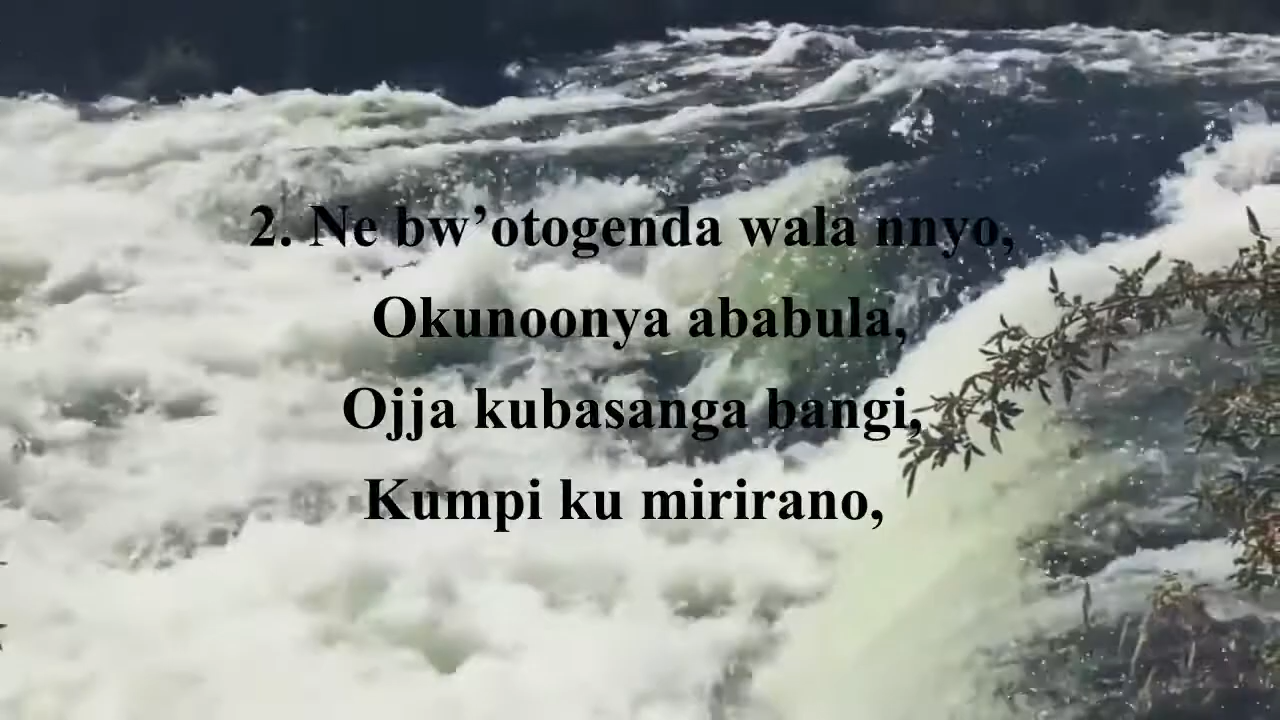 2. Ne bw’otogenda wala nnyo,
Okunoonya ababula,
Ojja kubasanga bangi,
Kumpi ku mirirano,